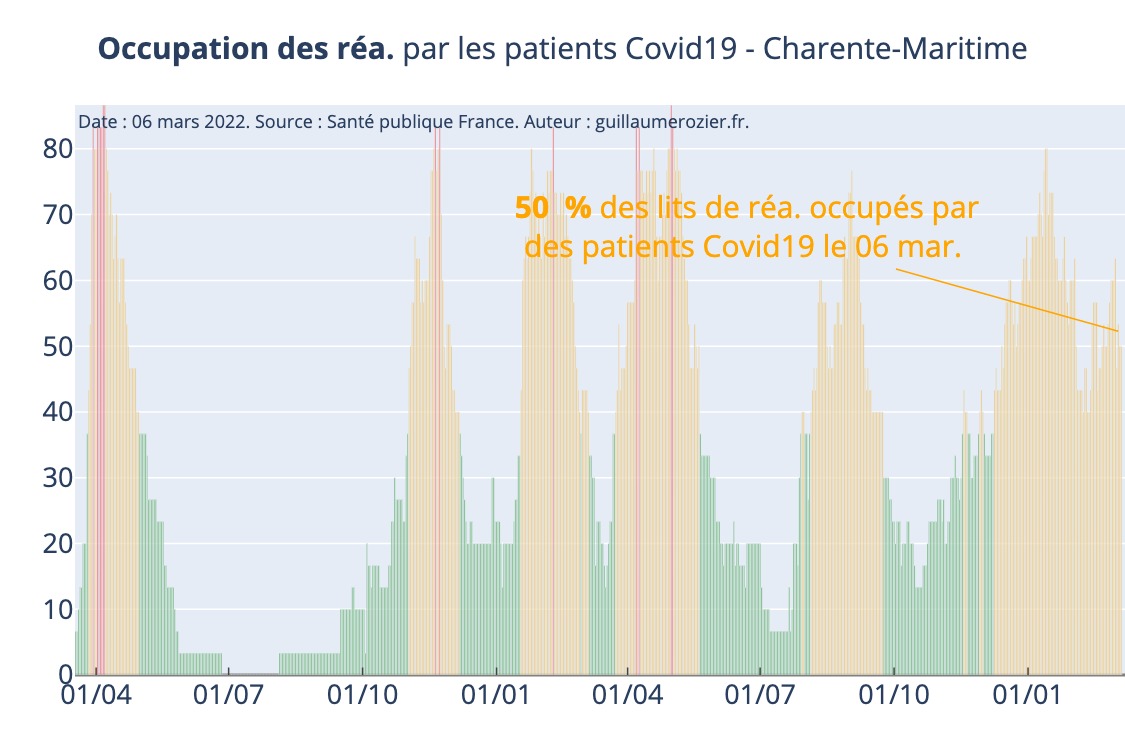 Occupation des réa. par les patients Covid19 - Charente-Maritime
Date : 06 mars 2022. Source : Santé publique France. Auteur : guillaumerozier.fr.
80
70
50 % des lits de réa. occupés par
des patients Covid19 le 06 mar.
60
50
40
30
20
10
0
01/04 01/07 01/10 01/01 01/04 01/07 01/10 01/01